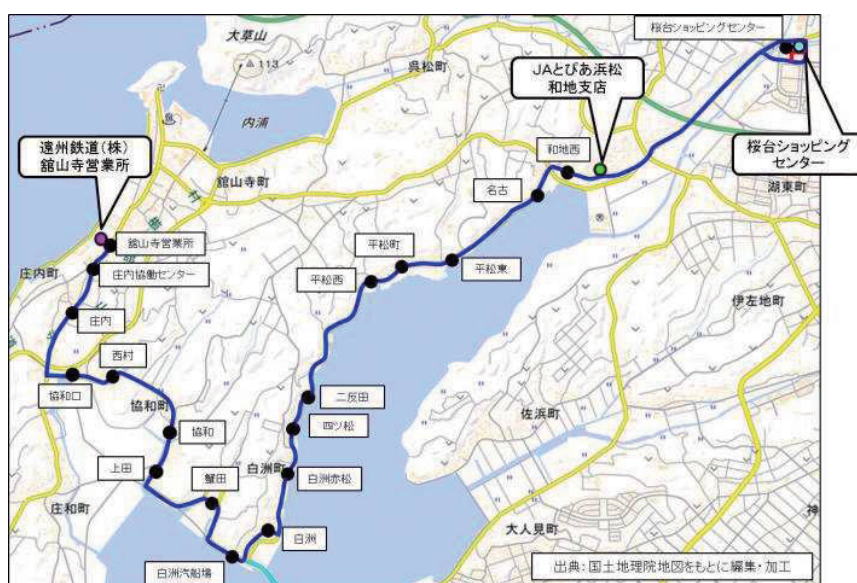 大草山
113
内浦
呉松町
桜台ショッピングセンター
JAとぴあ浜松
和地支店
桜台ショッピング
センター
遠州鉄道(株)
舘山寺営業所
舘山寺町
和地西
名古
湖東町
舘山寺営業所
庄内町
庄内協働センター
平松町
平松西
平松東
伊左地町
庄内
西村
協和口
協和町
二反田
佐浜町
四ツ松
協和
上田
白洲町
白洲赤松
蟹田
庄和町
白洲
大人見町
神
白洲汽船場
出典:国土地理院地図をもとに編集・加工